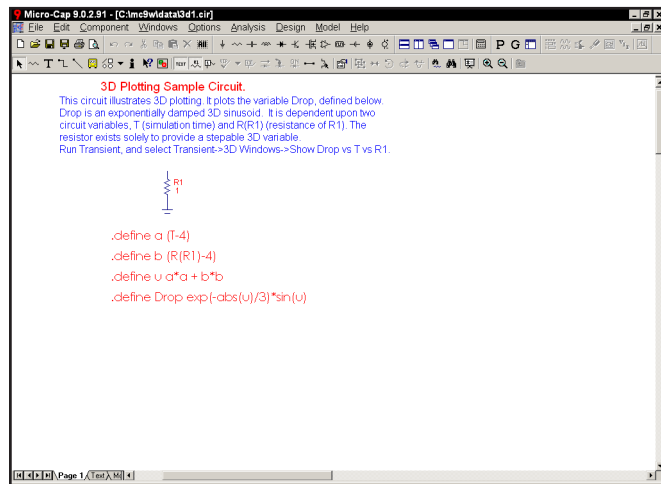 Micro-Cap 9.0.2.91 - [C:\mc9w\data\3d1.cir]
File Edit Component Windows Options Analysis Design Model Help
3D Plotting Sample Circuit.
This circuit illustrates 3D plotting. It plots the variable Drop, defined below.
Drop is an exponentially damped 3D sinusoid. It is dependent upon two
circuit variables, T (simulation time) and R(R1) (resistance of R1). The
resistor exists solely to provide a stepable 3D variable.
Run Transient, and select Transient->3D Windows->Show Drop vs T vs R1.
R1
1
.define a (T-4)
.define b (R(R1)-4)
.define u a*a + b*b
.define Drop exp(-abs(u)/3)*sin(u)
Page 1 Text